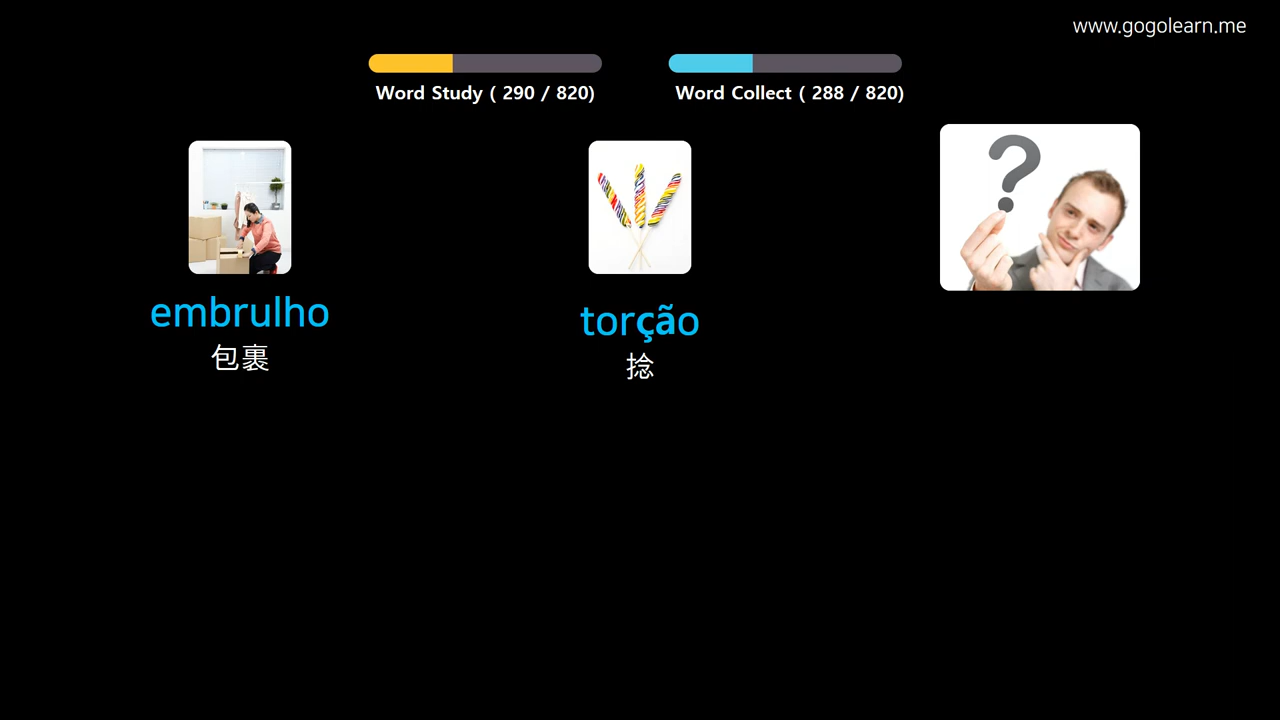 www.gogolearn.me
Word Study ( 290 / 820)
Word Collect ( 288 / 820)
embrulho
包裹
torção
捻
?